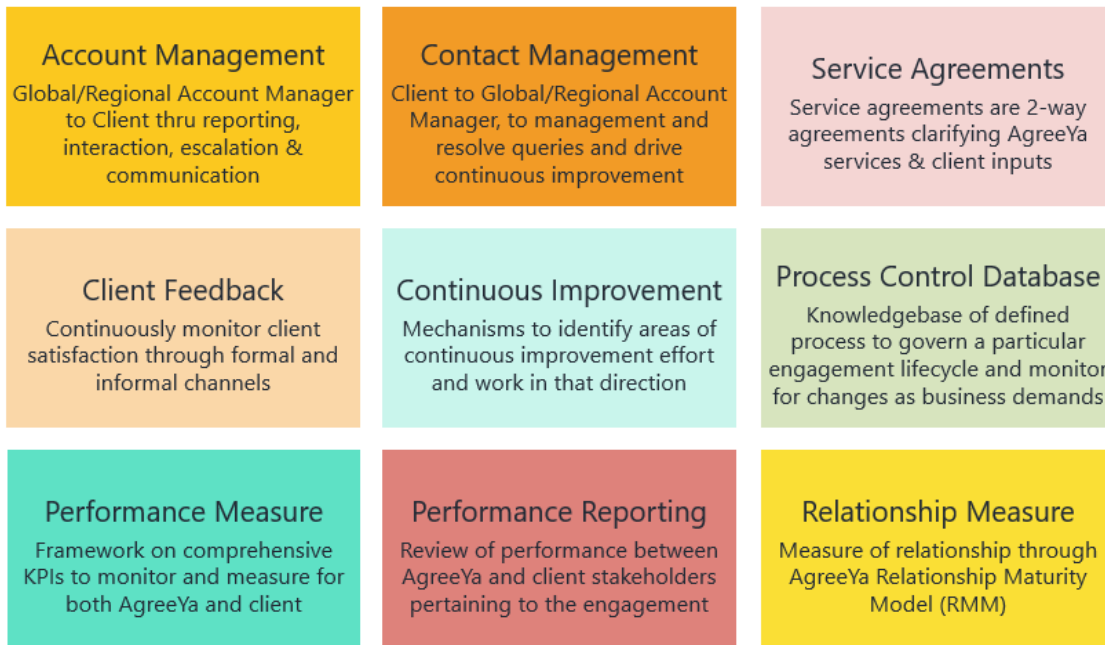 Account Management
Global/Regional Account Manager
to Client thru reporting,
interaction, escalation &
communication
Contact Management
Client to Global/Regional Account
Manager, to management and
resolve queries and drive
continuous improvement
Service Agreements
Service agreements are 2-way
agreements clarifying AgreeYa
services & client inputs
Client Feedback
Continuously monitor client
satisfaction through formal and
informal channels
Continuous Improvement
Mechanisms to identify areas of
continuous improvement effort
and work in that direction
Process Control Database
Knowledgebase of defined
process to govern a particular
engagement lifecycle and monitor
for changes as business demands
Performance Measure
Framework on comprehensive
KPIs to monitor and measure for
both AgreeYa and client
Performance Reporting
Review of performance between
AgreeYa and client stakeholders
pertaining to the engagement
Relationship Measure
Measure of relationship through
AgreeYa Relationship Maturity
Model (RMM)